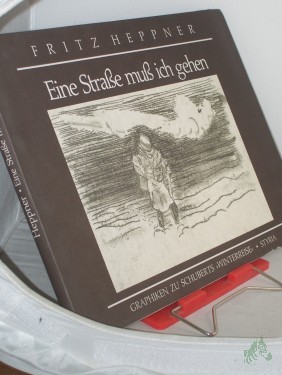 FRITZ HEPPNER
Eine Straße muß ich gehen
GRAPHIKEN ZU SCHUBERTS »WINTERREISE« • STYRIA
Heppner • Eine Straße